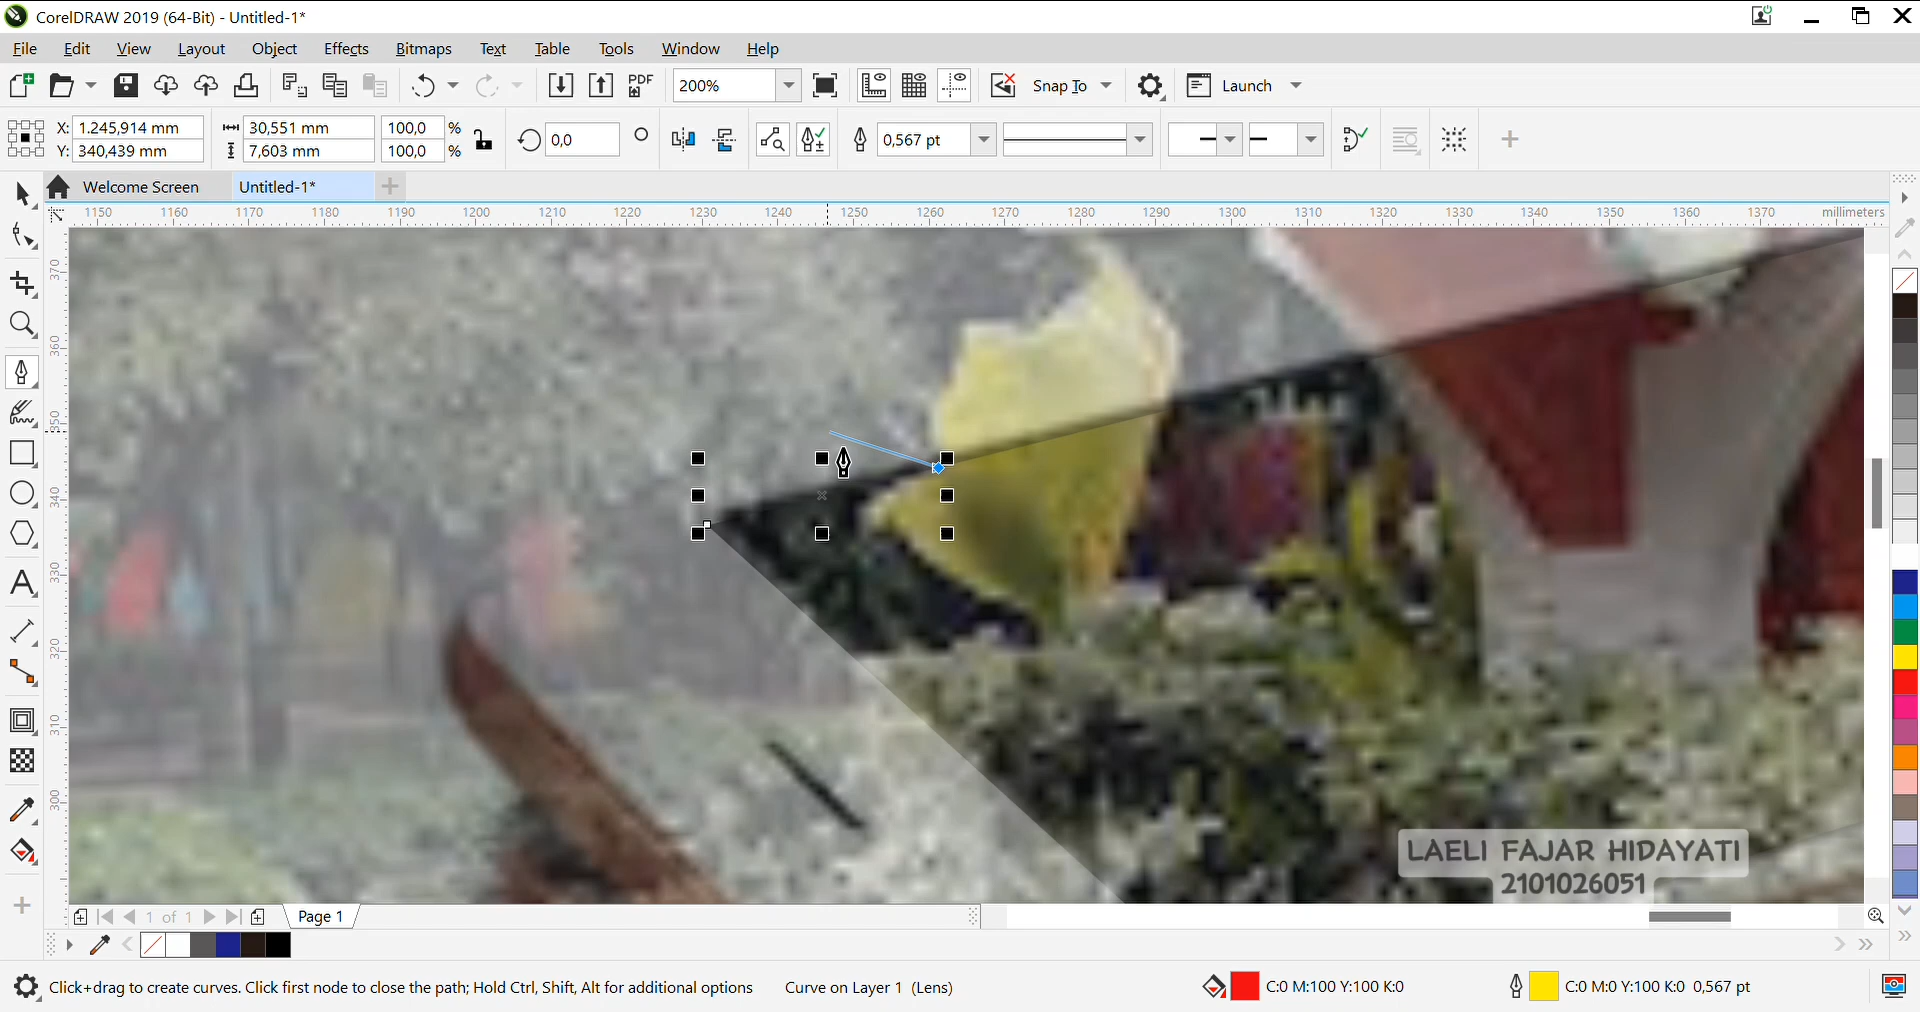 CorelDRAW 2019 (64-Bit) - Untitled-1*
File Edit View Layout Object Effects Bitmaps Text Table Tools Window Help
PDF 200% Snap To Launch
X: 1.245,914 mm 30,551 mm 100,0 % 0,0 0,567 pt
Y: 340,439 mm 7,603 mm 100,0 %
Welcome Screen Untitled-1*
1150 1160 1170 1180 1190 1200 1210 1220 1230 1240 1250 1260 1270 1280 1290 1300 1310 1320 1330 1340 1350 1360 1370 millimeters
370
360
350
340
330
320
310
300
LAELI FAJAR HIDAYATI
2101026051
1 of 1 Page 1
Click+drag to create curves. Click first node to close the path; Hold Ctrl, Shift, Alt for additional options Curve on Layer 1 (Lens) C:0 M:100 Y:100 K:0 C:0 M:0 Y:100 K:0 0,567 pt